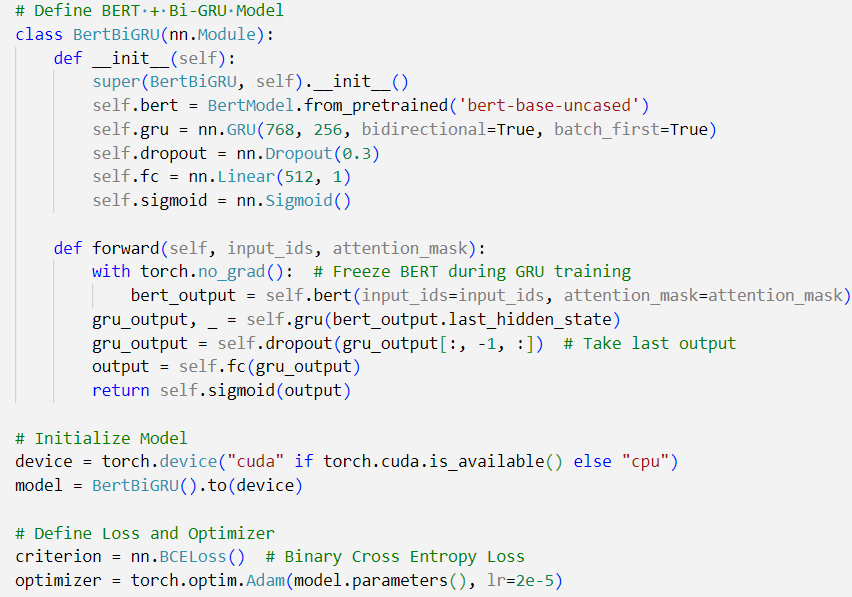 # Define BERT + Bi-GRU Model
class BertBiGRU(nn.Module):
    def __init__(self):
        super(BertBiGRU, self).__init__()
        self.bert = BertModel.from_pretrained('bert-base-uncased')
        self.gru = nn.GRU(768, 256, bidirectional=True, batch_first=True)
        self.dropout = nn.Dropout(0.3)
        self.fc = nn.Linear(512, 1)
        self.sigmoid = nn.Sigmoid()

    def forward(self, input_ids, attention_mask):
        with torch.no_grad():  # Freeze BERT during GRU training
            bert_output = self.bert(input_ids=input_ids, attention_mask=attention_mask)
        gru_output, _ = self.gru(bert_output.last_hidden_state)
        gru_output = self.dropout(gru_output[:, -1, :])  # Take last output
        output = self.fc(gru_output)
        return self.sigmoid(output)

# Initialize Model
device = torch.device("cuda" if torch.cuda.is_available() else "cpu")
model = BertBiGRU().to(device)

# Define Loss and Optimizer
criterion = nn.BCELoss()  # Binary Cross Entropy Loss
optimizer = torch.optim.Adam(model.parameters(), lr=2e-5)